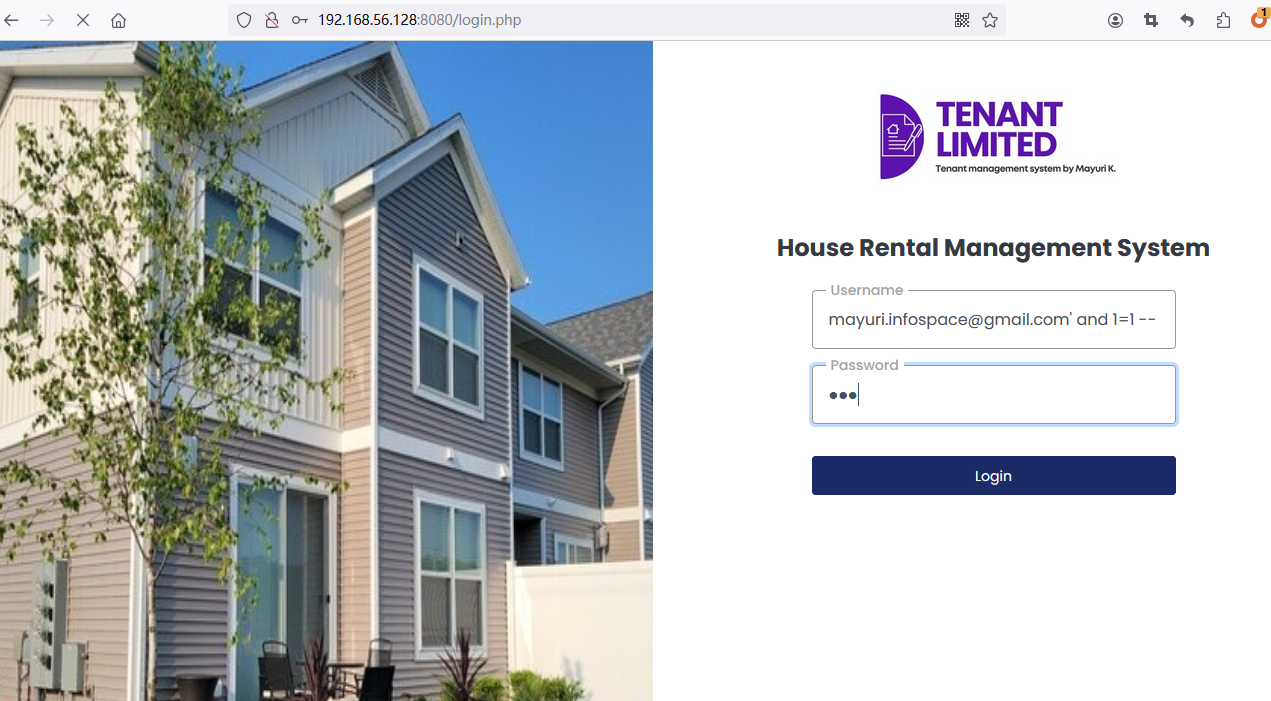 192.168.56.128:8080/login.php
1
TENANT
LIMITED
Tenant management system by Mayuri K.
House Rental Management System
Username
mayuri.infospace@gmail.com' and 1=1 --
Password
Login